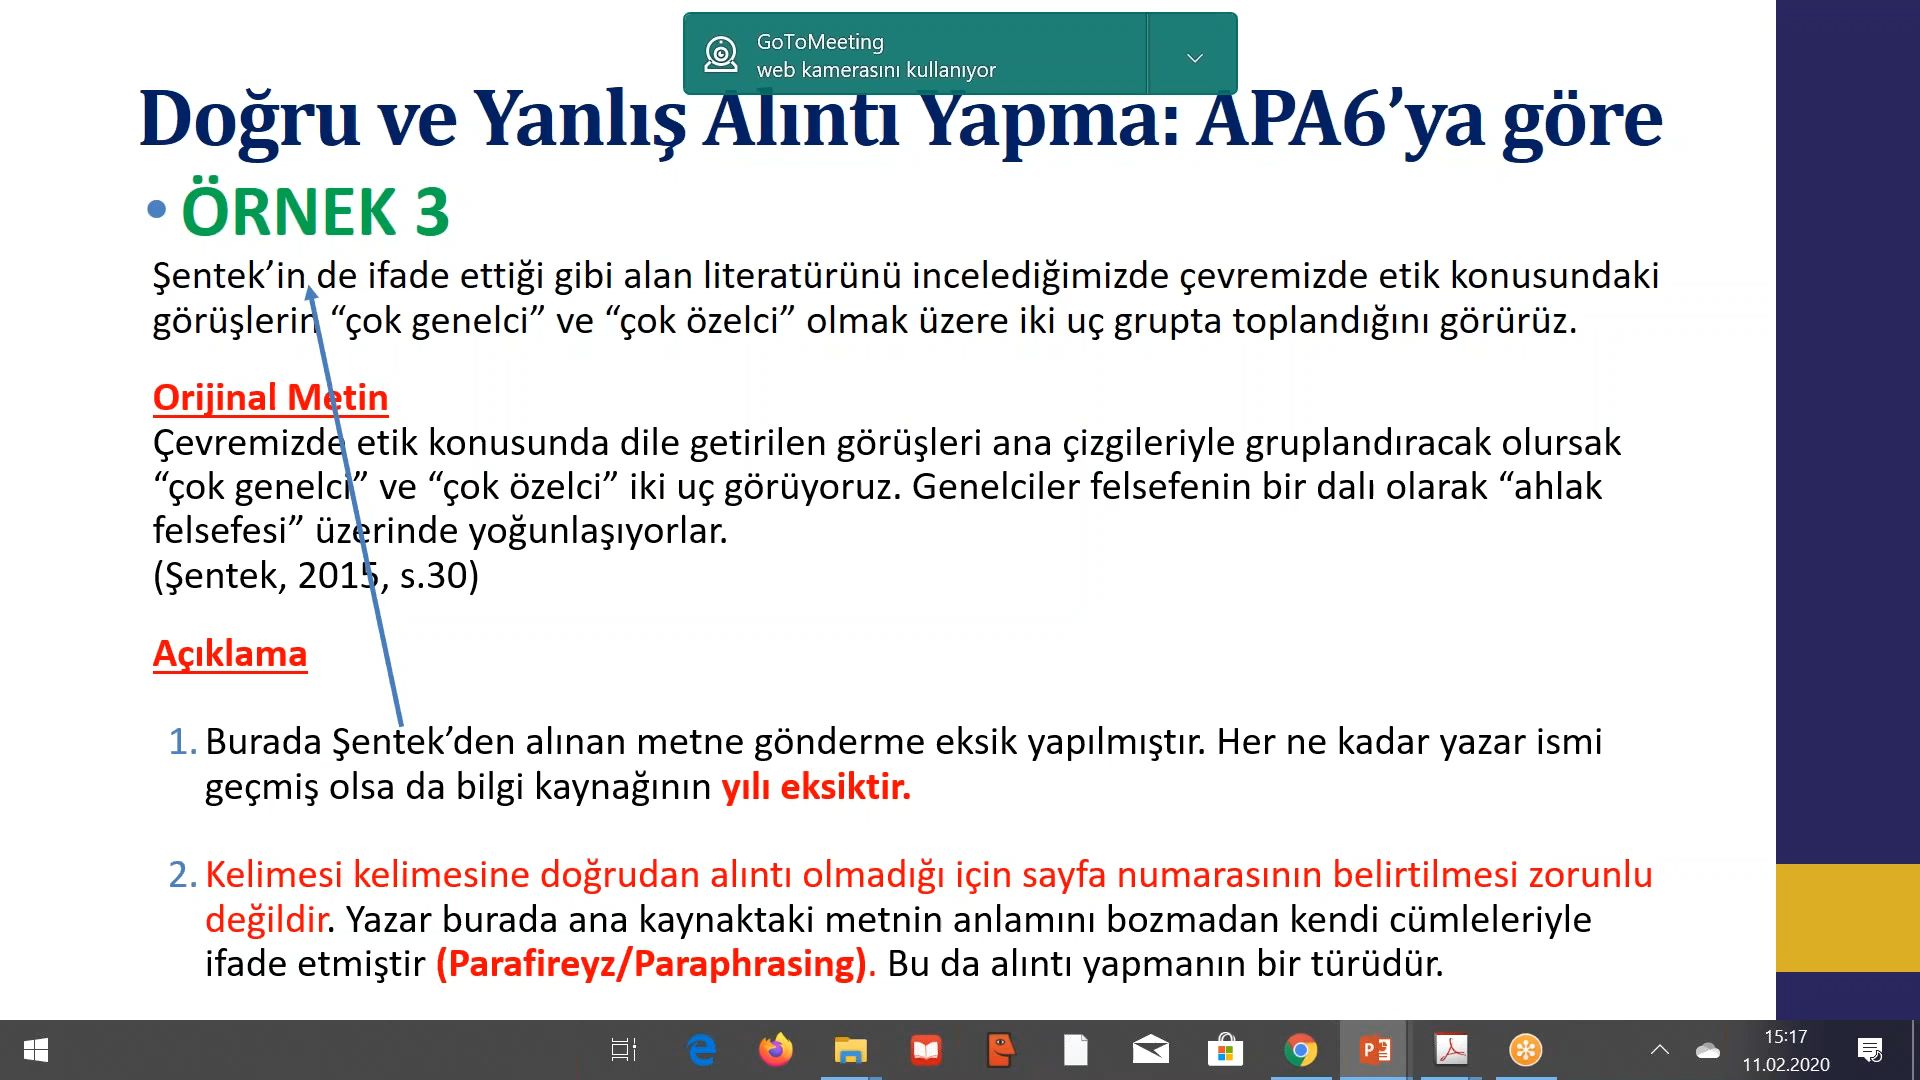 GoToMeeting
web kamerasını kullanıyor
Doğru ve Yanlış Alıntı Yapma: APA6’ya göre
• ÖRNEK 3
Şentek’in de ifade ettiği gibi alan literatürünü incelediğimizde çevremizde etik konusundaki
görüşlerin “çok genelci” ve “çok özelci” olmak üzere iki uç grupta toplandığını görürüz.
Orijinal Metin
Çevremizde etik konusunda dile getirilen görüşleri ana çizgileriyle gruplandıracak olursak
“çok genelci” ve “çok özelci” iki uç görüyoruz. Genelciler felsefenin bir dalı olarak “ahlak
felsefesi” üzerinde yoğunlaşıyorlar.
(Şentek, 2015, s.30)
Açıklama
1. Burada Şentek’den alınan metne gönderme eksik yapılmıştır. Her ne kadar yazar ismi
geçmiş olsa da bilgi kaynağının yılı eksiktir.
2. Kelimesi kelimesine doğrudan alıntı olmadığı için sayfa numarasının belirtilmesi zorunlu
değildir. Yazar burada ana kaynaktaki metnin anlamını bozmadan kendi cümleleriyle
ifade etmiştir (Parafireyz/Paraphrasing). Bu da alıntı yapmanın bir türüdür.
15:17
11.02.2020